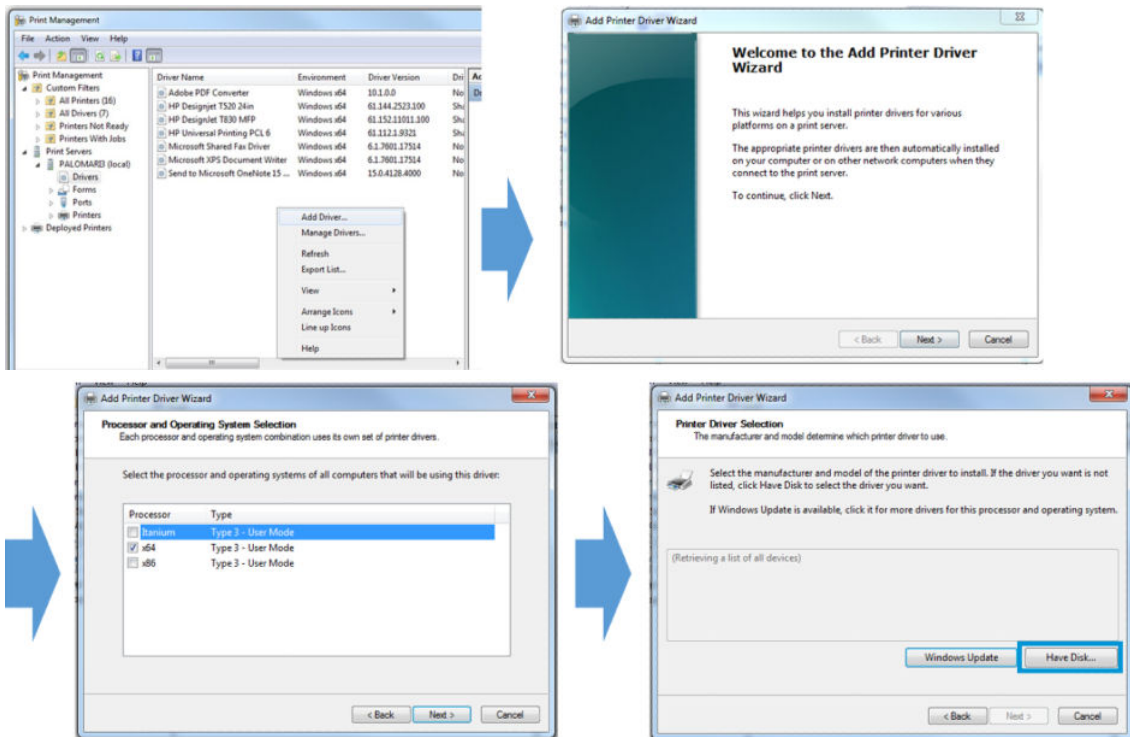 Print Management
File Action View Help
Print Management
Custom Filters
All Printers (16)
All Drivers (7)
Printers Not Ready
Printers With Jobs
Print Servers
PALOMARD (local)
Drivers
Forms
Ports
Printers
Deployed Printers
Driver Name Environment Driver Version Dri Ac
Adobe PDF Converter Windows x64 10.1.0.0 No Dr
HP Designjet T520 24in Windows x64 61.144.2523.100 Sha
HP DesignJet T830 MFP Windows x64 61.152.11011.100 Sha
HP Universal Printing PCL 6 Windows x64 61.112.1.9321 Sha
Microsoft Shared Fax Driver Windows x64 6.1.7601.17514 No
Microsoft XPS Document Writer Windows x64 6.1.7601.17514 No
Send to Microsoft OneNote 15 ... Windows x64 15.0.4128.4000 No
Add Driver...
Manage Drivers...
Refresh
Export List...
View
Arrange Icons
Line up Icons
Help
Add Printer Driver Wizard
Welcome to the Add Printer Driver
Wizard
This wizard helps you install printer drivers for various
platforms on a print server.
The appropriate printer drivers are then automatically installed
on your computer or on other network computers when they
connect to the print server.
To continue, click Next.
< Back Next > Cancel
Add Printer Driver Wizard
Processor and Operating System Selection
Each processor and operating system combination uses its own set of printer drivers.
Select the processor and operating systems of all computers that will be using this driver:
Processor Type
Itanium Type 3 - User Mode
x64 Type 3 - User Mode
x86 Type 3 - User Mode
< Back Next > Cancel
Add Printer Driver Wizard
Printer Driver Selection
The manufacturer and model determine which printer driver to use.
Select the manufacturer and model of the printer driver to install. If the driver you want is not
listed, click Have Disk to select the driver you want.
If Windows Update is available, click it for more drivers for this processor and operating system.
(Retrieving a list of all devices)
Windows Update Have Disk...
< Back Next > Cancel